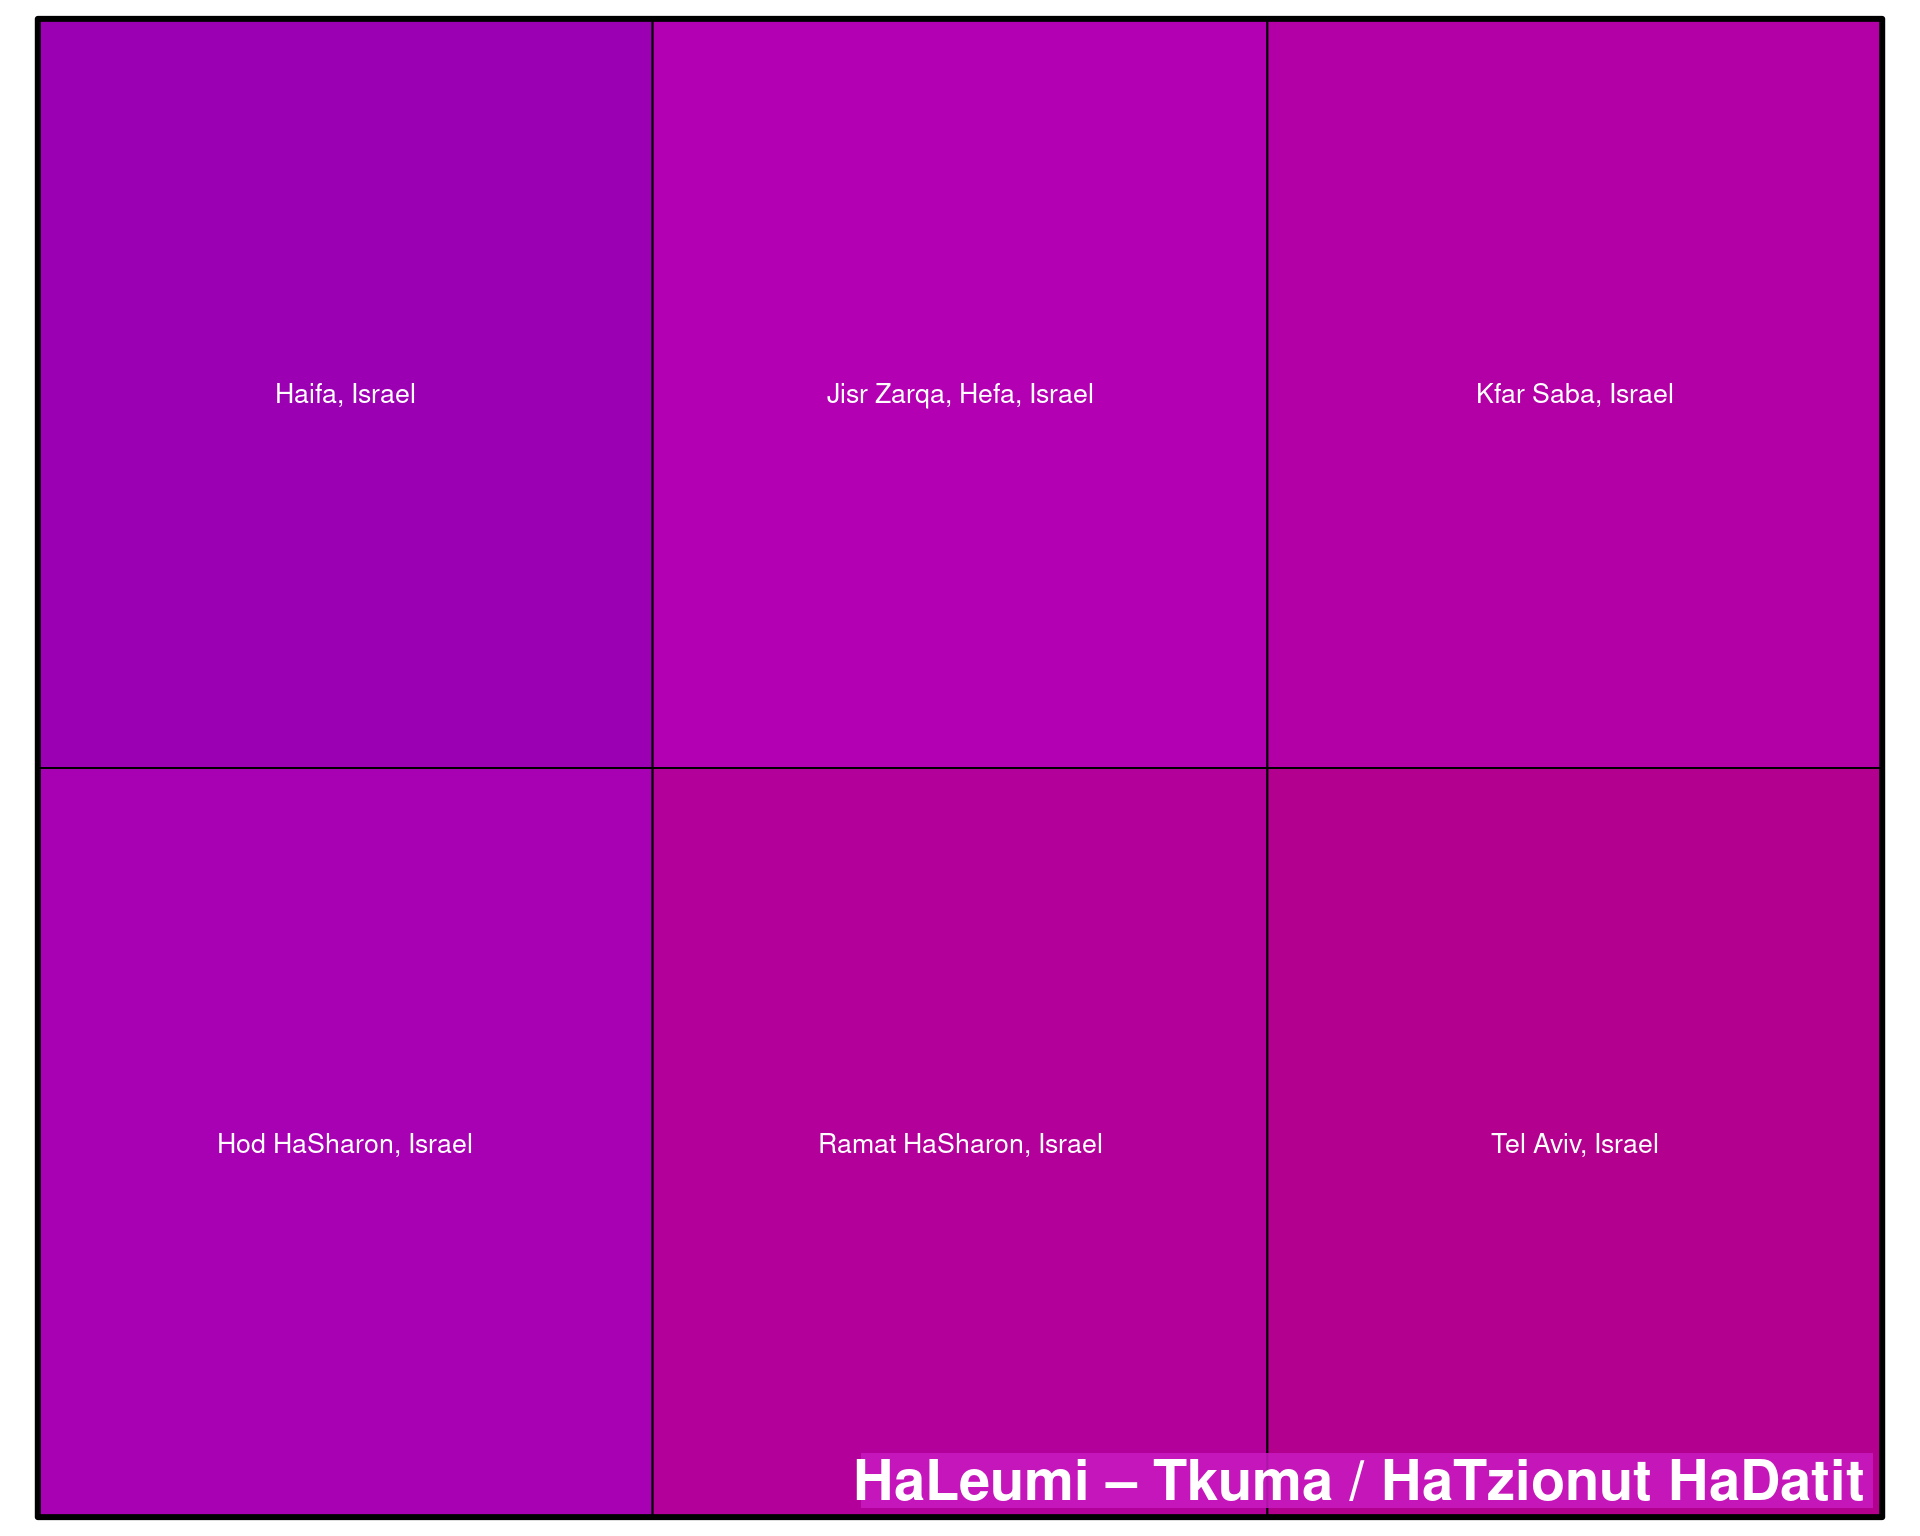 Haifa, Israel
Jisr Zarqa, Hefa, Israel
Kfar Saba, Israel
Hod HaSharon, Israel
Ramat HaSharon, Israel
Tel Aviv, Israel
HaLeumi – Tkuma / HaTzionut HaDatit